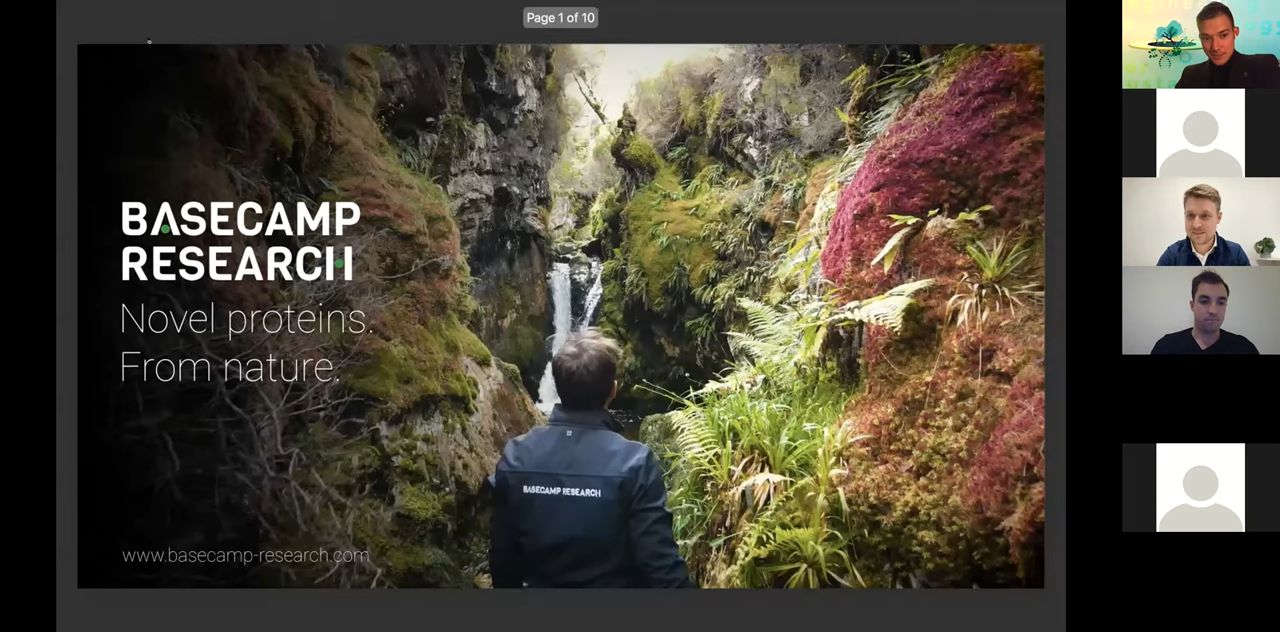 Page 1 of 10
BASECAMP
RESEARCH
Novel proteins.
From nature.
BASECAMP RESEARCH
www.basecamp-research.com